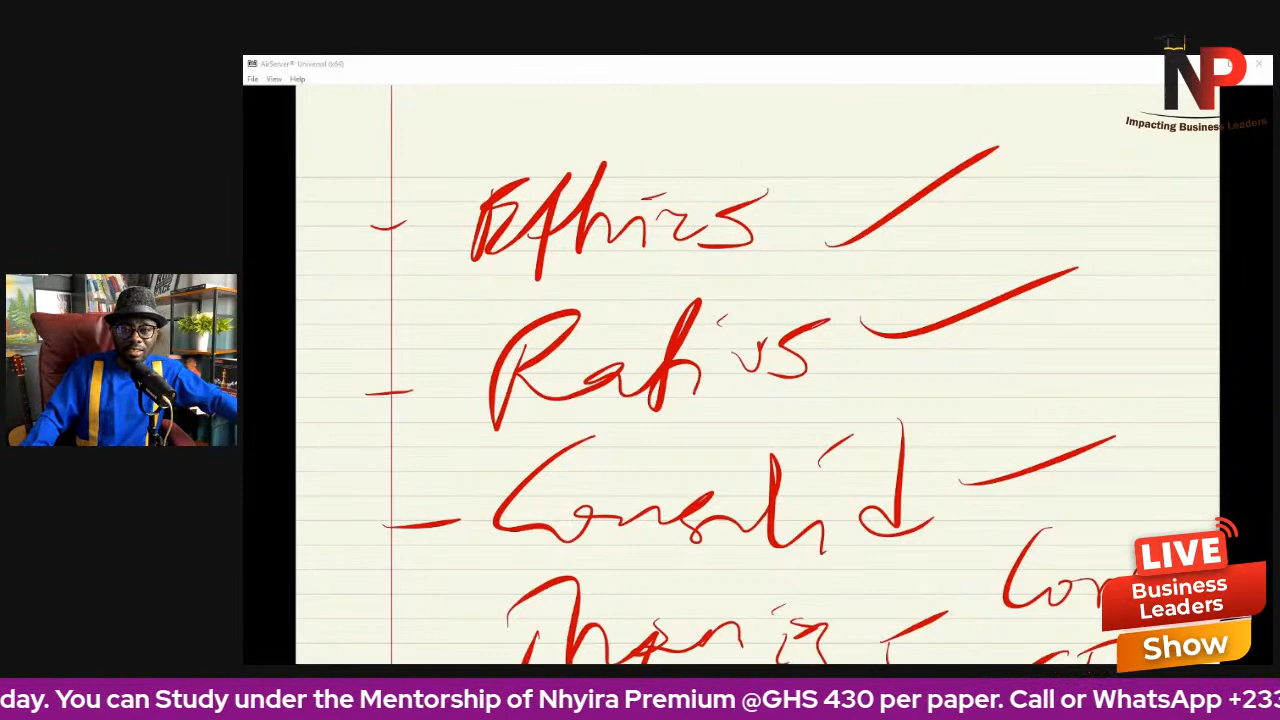 AirServer® Universal (x64)
File View Help
NP
Impacting Business Leaders
Ethics
Ratios
Consolid
LIVE
Business
Leaders
Show
day. You can Study under the Mentorship of Nhyira Premium @GHS 430 per paper. Call or WhatsApp +233